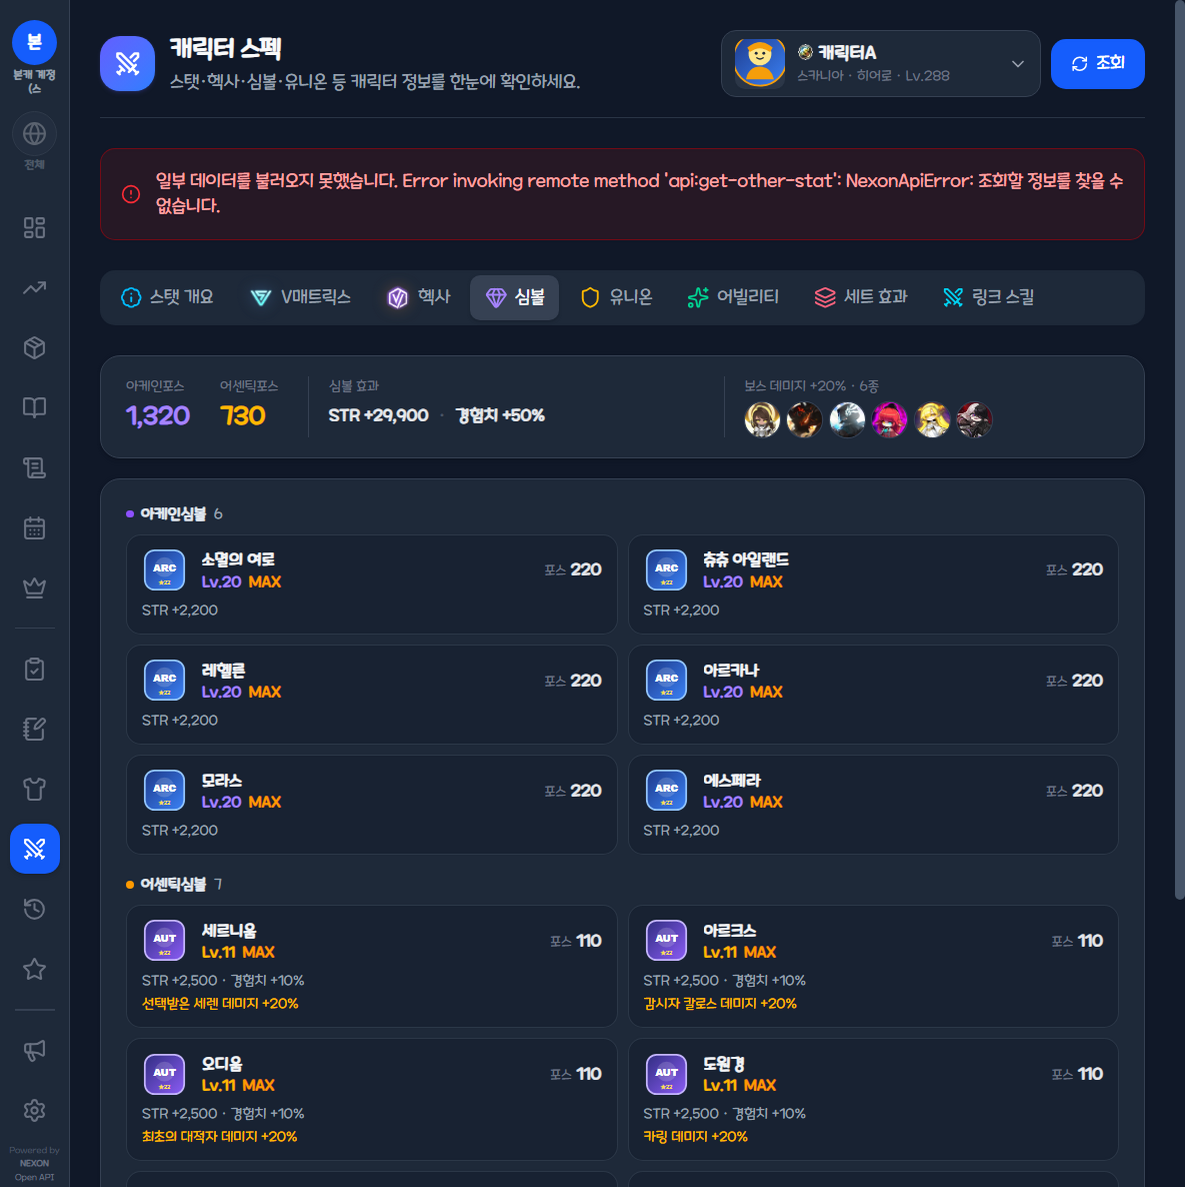 본
본캐 계정
(스
전체
Powered by
NEXON
Open API
캐릭터 스펙
스탯·헥사·심볼·유니온 등 캐릭터 정보를 한눈에 확인하세요.
캐릭터A
스카니아 · 히어로 · Lv.288
조회
일부 데이터를 불러오지 못했습니다. Error invoking remote method 'api:get-other-stat': NexonApiError: 조회할 정보를 찾을 수
없습니다.
스탯 개요
V매트릭스
헥사
심볼
유니온
어빌리티
세트 효과
링크 스킬
아케인포스
1,320
어센틱포스
730
심볼 효과
STR +29,900 · 경험치 +50%
보스 데미지 +20% · 6종
아케인심볼 6
ARC
소멸의 여로
Lv.20 MAX
포스 220
STR +2,200
ARC
츄츄 아일랜드
Lv.20 MAX
포스 220
STR +2,200
ARC
레헬른
Lv.20 MAX
포스 220
STR +2,200
ARC
아르카나
Lv.20 MAX
포스 220
STR +2,200
ARC
모라스
Lv.20 MAX
포스 220
STR +2,200
ARC
에스페라
Lv.20 MAX
포스 220
STR +2,200
어센틱심볼 7
AUT
세르니움
Lv.11 MAX
포스 110
STR +2,500 · 경험치 +10%
선택받은 세렌 데미지 +20%
AUT
아르크스
Lv.11 MAX
포스 110
STR +2,500 · 경험치 +10%
감시자 칼로스 데미지 +20%
AUT
오디움
Lv.11 MAX
포스 110
STR +2,500 · 경험치 +10%
최초의 대적자 데미지 +20%
AUT
도원경
Lv.11 MAX
포스 110
STR +2,500 · 경험치 +10%
카링 데미지 +20%